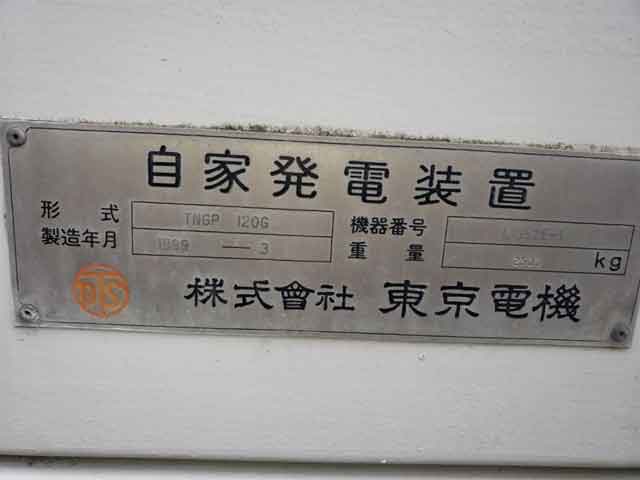 自家発電装置
形式 TNGP 120G 機器番号
製造年月 1999-3 重量 kg
株式會社 東京電機